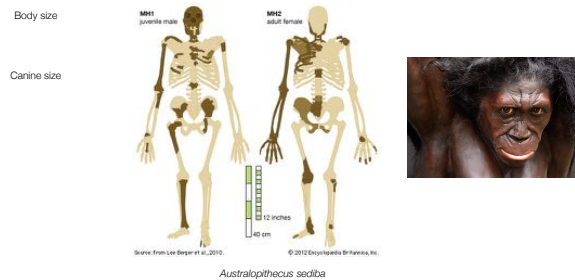 Body size
Canine size
MH1
juvenile male
MH2
adult female
12 inches
40 cm
Source: From Lee Berger et al., 2010.
© 2012 Encyclopædia Britannica, Inc.
Australopithecus sediba